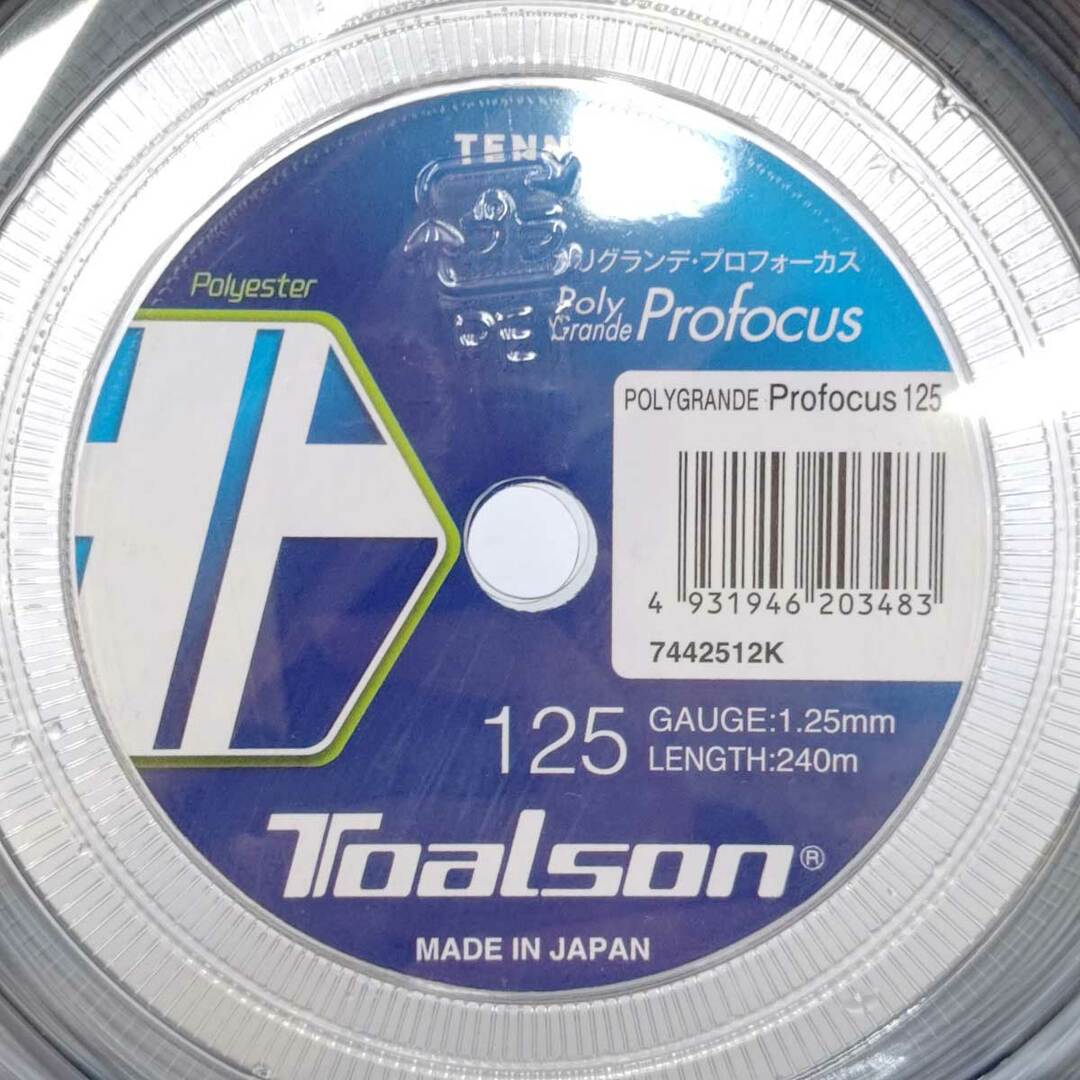 TENN
Polyester
ポリグランデ・プロフォーカス
Poly
Grande Profocus
POLYGRANDE Profocus 125
4 931946 203483
7442512K
125
GAUGE:1.25mm
LENGTH:240m
Toalson®
MADE IN JAPAN
PE